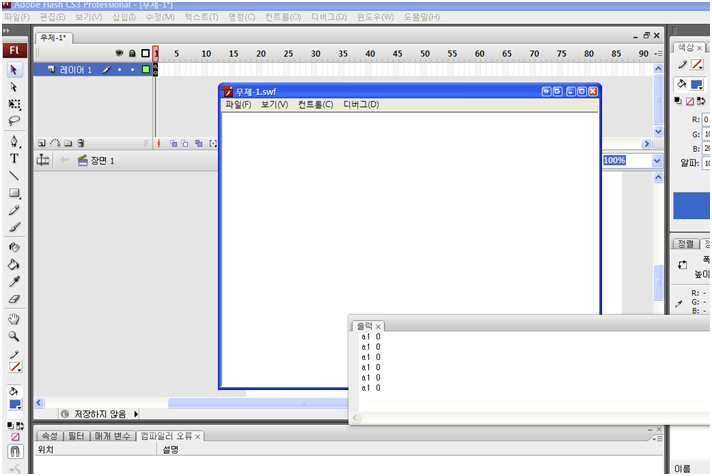 Adobe Flash CS3 Professional - [무제-1*]
파일(F) 편집(E) 보기(V) 삽입(I) 수정(M) 텍스트(T) 명령(C) 컨트롤(O) 디버그(D) 윈도우(W) 도움말(H)
Fl
무제-1*
색상 ×
1 5 10 15 20 25 30 35 40 45 50 55 60 65 70 75 80 85 90
레이어 1
무제-1.swf
파일(F) 보기(V) 컨트롤(C) 디버그(D)
R: 0
G: 10
B: 20
알파: 10
장면 1
100%
정렬
폭
높이
R: -
G: -
B: -
출력 ×
a1 0
a1 0
a1 0
a1 0
a1 0
a1 0
저장하지 않음
속성 필터 매개 변수 컴파일러 오류 ×
위치 설명
이름